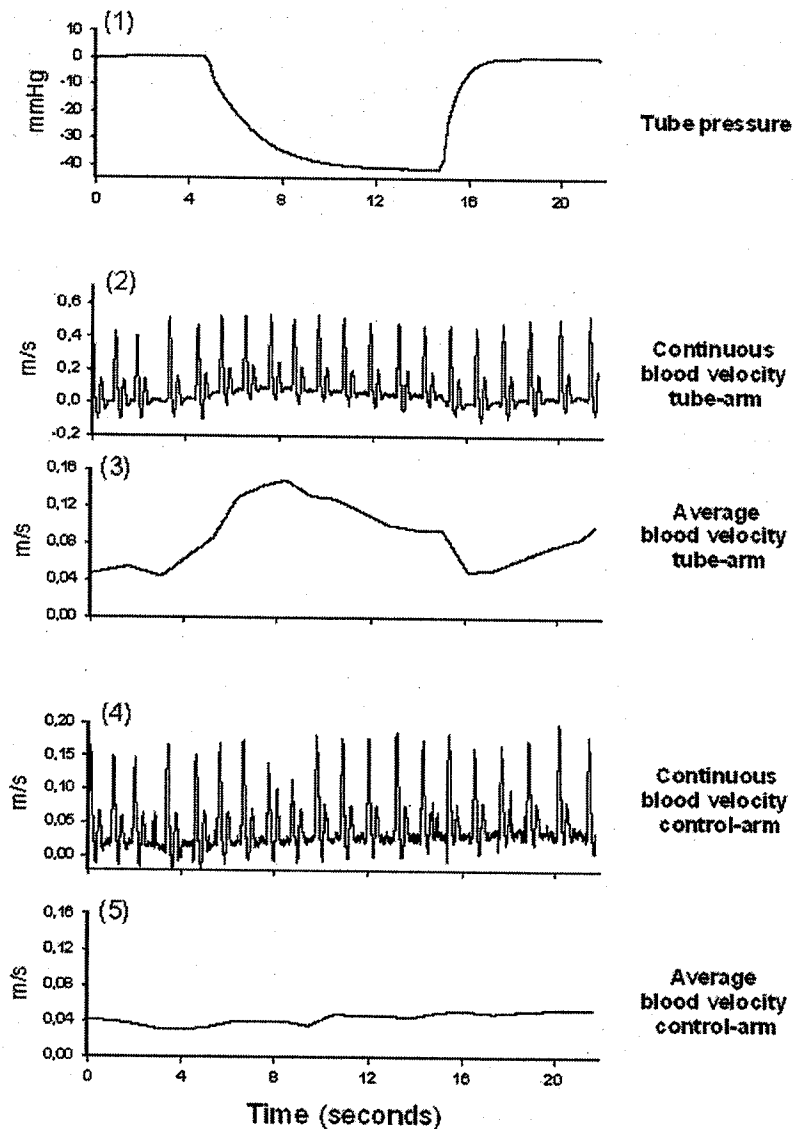 (1)
10
0
-10
-20
-30
-40
mmHg
0 4 8 12 16 20
Tube pressure
(2)
0,6
0,4
0,2
0,0
-0,2
m/s
Continuous
blood velocity
tube-arm
(3)
0,16
0,12
0,08
0,04
0,00
m/s
Average
blood velocity
tube-arm
(4)
0,20
0,15
0,10
0,05
0,00
m/s
Continuous
blood velocity
control-arm
(5)
0,16
0,12
0,08
0,04
0,00
m/s
Average
blood velocity
control-arm
0 4 8 12 16 20
Time (seconds)